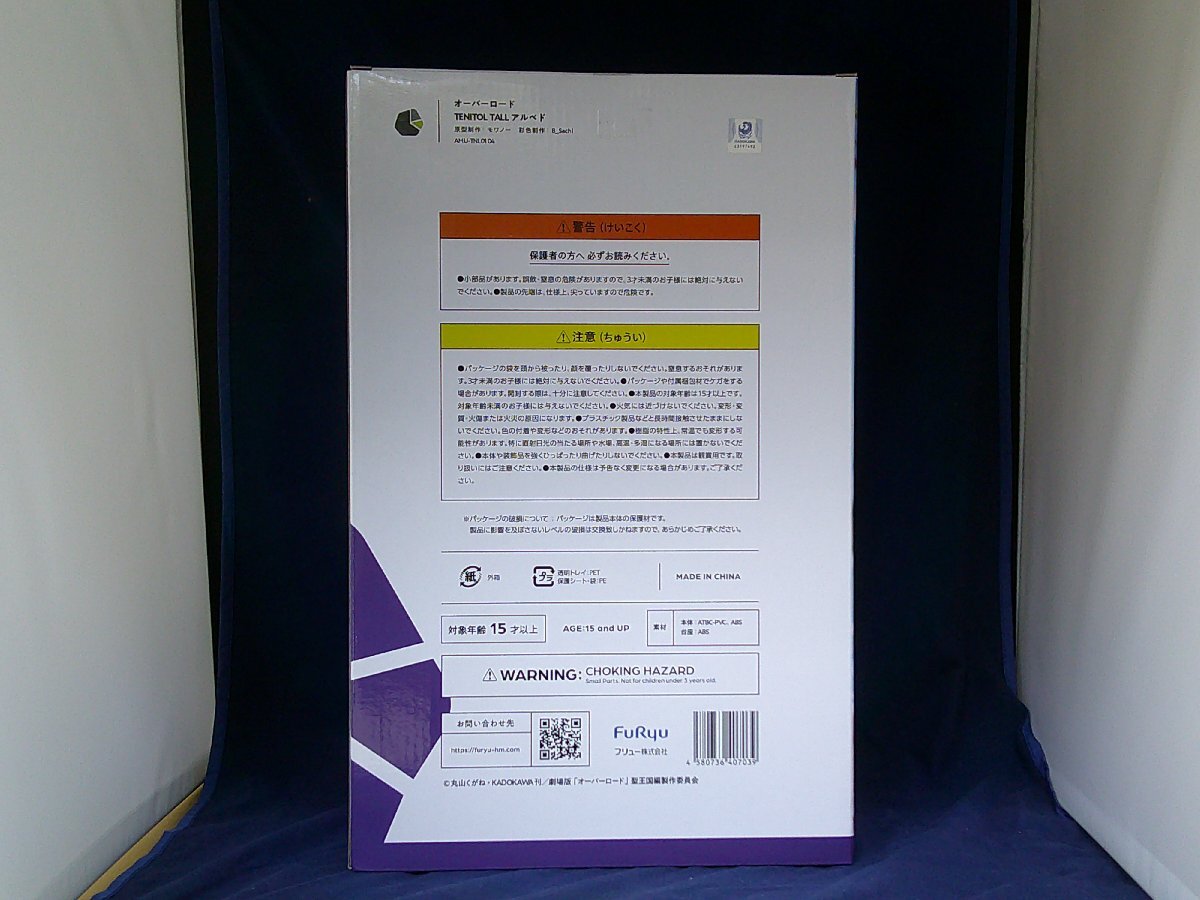 オーバーロード
TENITOL TALL アルベド
原型制作 モワノー 彩色制作 B_Sachi
AMU-TNL0104
KADOKAWA
警告（けいこく）
保護者の方へ 必ずお読みください。
●小部品があります。誤飲・窒息の危険がありますので、3才未満のお子様には絶対に与えない
でください。●製品の先端は、仕様上、尖っていますので危険です。
注意（ちゅうい）
●パッケージの袋を頭から被ったり、顔を覆ったりしないでください。窒息するおそれがありま
す。3才未満のお子様には絶対に与えないでください。●パッケージや付属梱包材でケガをする
場合があります。開封する際は、十分に注意してください。●本製品の対象年齢は15才以上です。
対象年齢未満のお子様には与えないでください。●火気には近づけないでください。変形・変
質・火傷または火災の原因になります。●プラスチック製品などと長時間接触させたままにしな
いでください。色の付着や変形などのおそれがあります。●樹脂の特性上、常温でも変形する可
能性があります。特に直射日光の当たる場所や水場、高温・多湿になる場所には置かないでくだ
さい。●本体や装飾品を強くひっぱったり曲げたりしないでください。●本製品は観賞用です。取
り扱いにはご注意ください。●本製品の仕様は予告なく変更になる場合があります。ご了承くだ
さい。
※パッケージの破損について：パッケージは製品本体の保護材です。
製品に影響を及ぼさないレベルの破損は交換致しかねますので、あらかじめご了承ください。
紙 外箱 プラ 透明トレイ：PET
保護シート・袋：PE
MADE IN CHINA
対象年齢 15 才以上 AGE:15 and UP 素材 本体：ATBC-PVC、ABS
台座：ABS
WARNING: CHOKING HAZARD
Small Parts. Not for children under 3 years old.
お問い合わせ先
https://furyu-hm.com
FuRyu
フリュー株式会社
4 580736 407039
©丸山くがね・KADOKAWA刊／劇場版「オーバーロード」聖王国編製作委員会